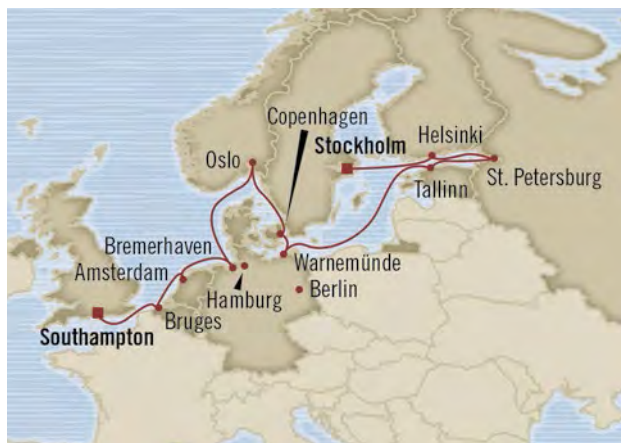 Copenhagen
Stockholm
Helsinki
Oslo
St. Petersburg
Tallinn
Bremerhaven
Warnemünde
Amsterdam
Hamburg
Berlin
Bruges
Southampton